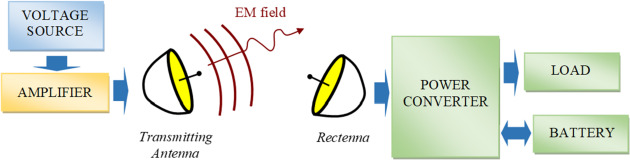 VOLTAGE
SOURCE
AMPLIFIER
EM field
Transmitting
Antenna
Rectenna
POWER
CONVERTER
LOAD
BATTERY